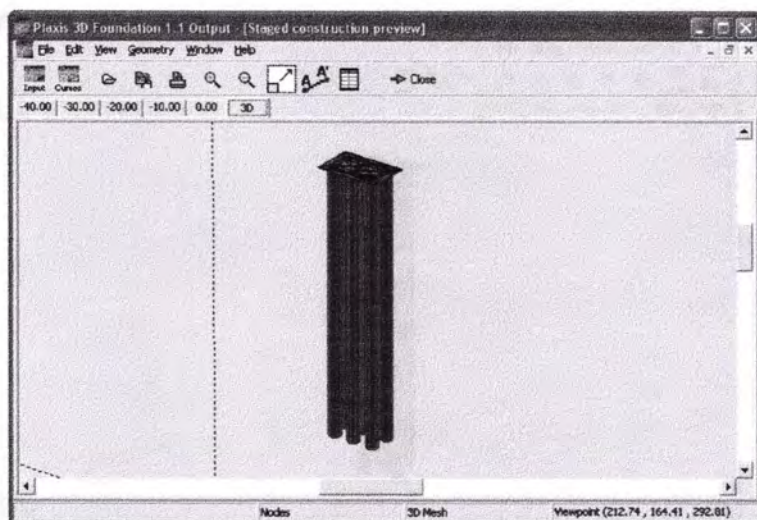 Plaxis 3D Foundation 1.1 Output - [Staged construction preview]
File Edit View Geometry Window Help
Input Curves A A' Close
-40.00 -30.00 -20.00 -10.00 0.00 3D
Nodes 3D Mesh Viewpoint (212.74 , 164.41 , 292.81)